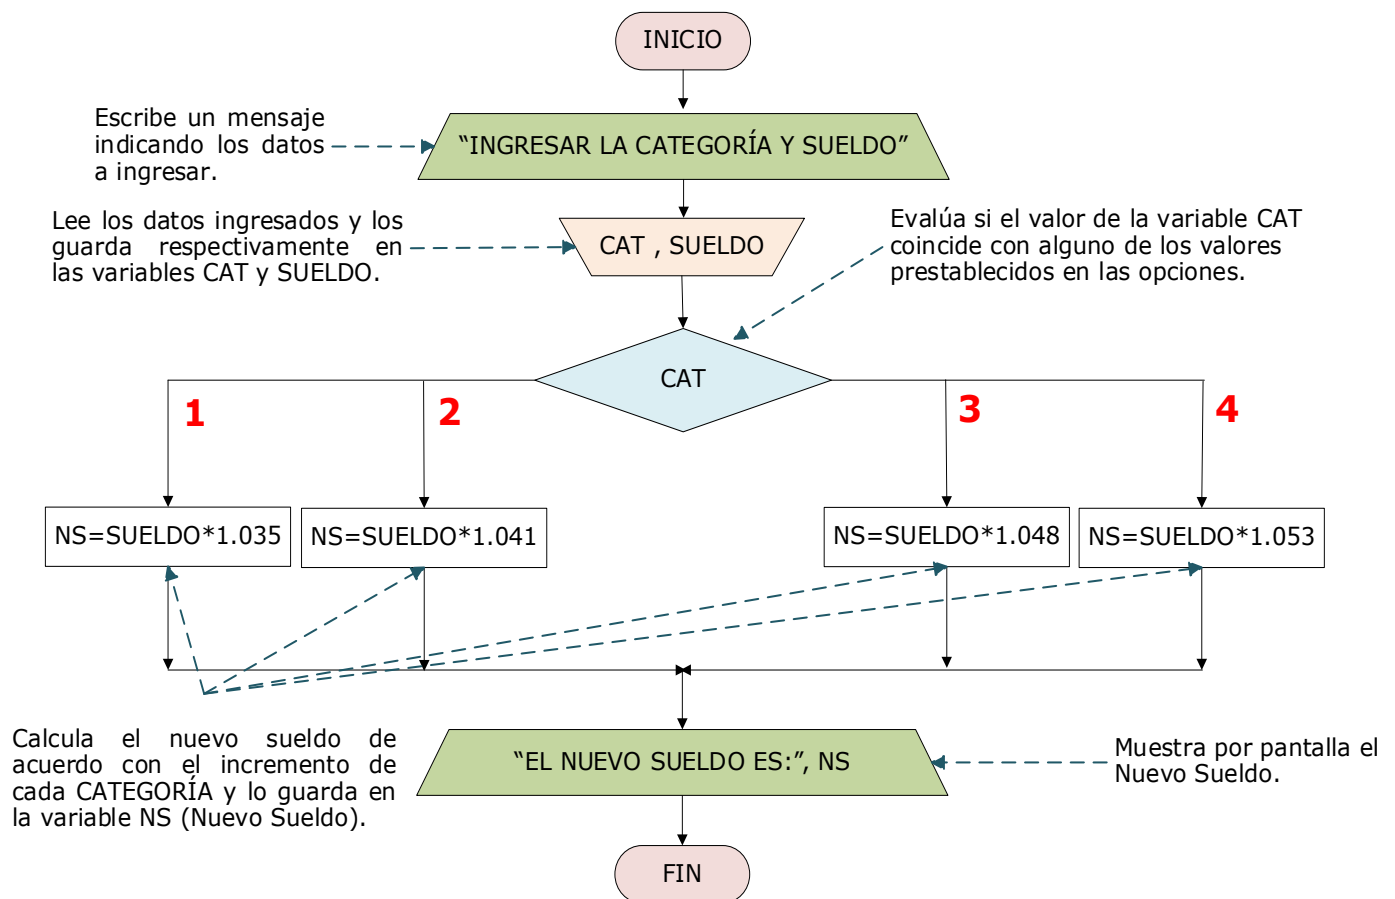 INICIO
Escribe un mensaje
indicando los datos
a ingresar.
“INGRESAR LA CATEGORÍA Y SUELDO”
Lee los datos ingresados y los
guarda respectivamente en
las variables CAT y SUELDO.
CAT , SUELDO
Evalúa si el valor de la variable CAT
coincide con alguno de los valores
prestablecidos en las opciones.
CAT
1
2
3
4
NS=SUELDO*1.035
NS=SUELDO*1.041
NS=SUELDO*1.048
NS=SUELDO*1.053
Calcula el nuevo sueldo de
acuerdo con el incremento de
cada CATEGORÍA y lo guarda en
la variable NS (Nuevo Sueldo).
“EL NUEVO SUELDO ES:”, NS
Muestra por pantalla el
Nuevo Sueldo.
FIN